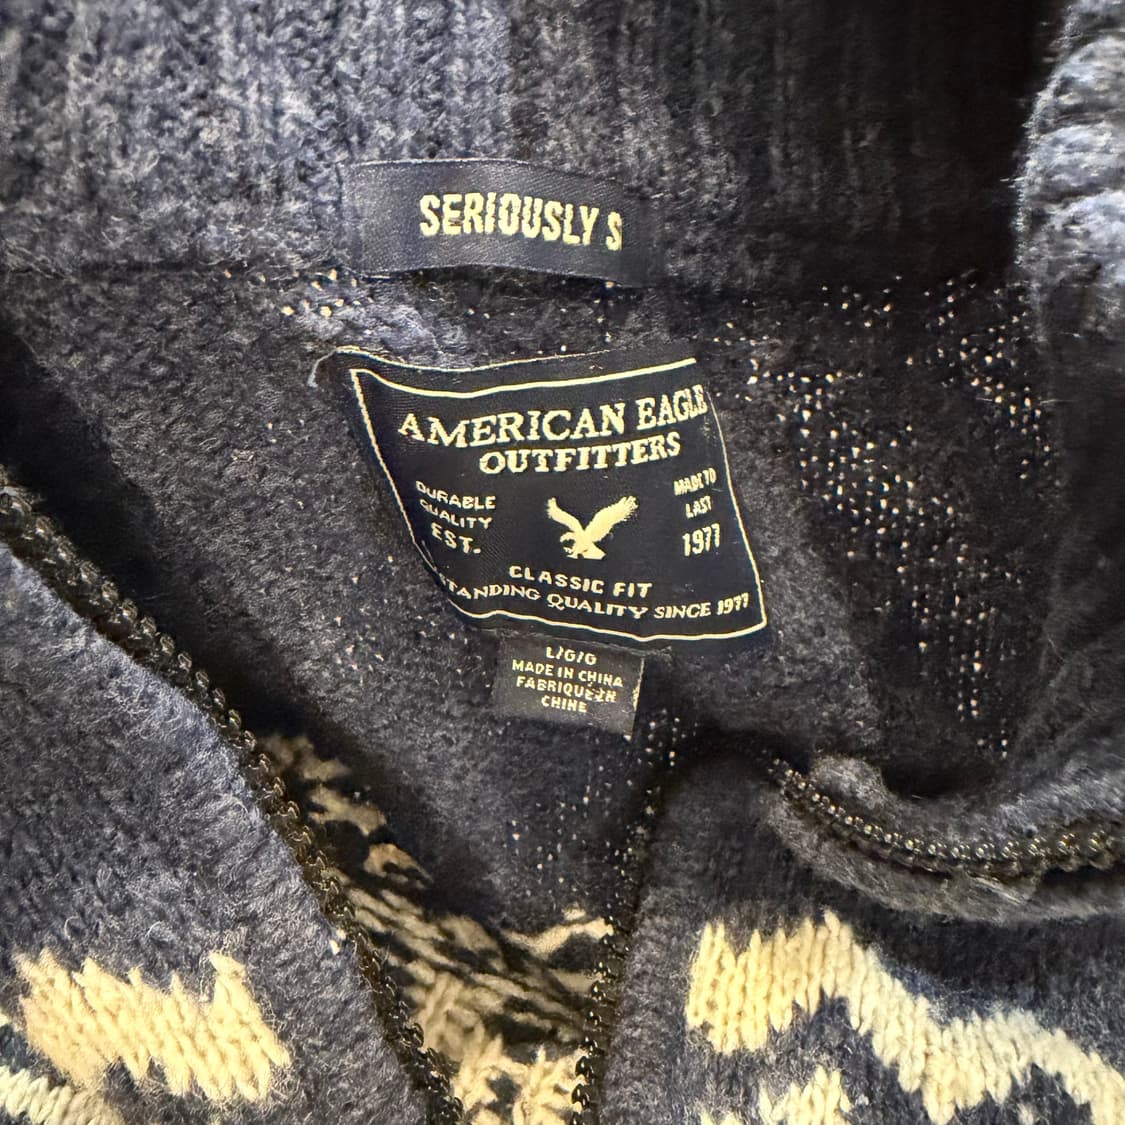 SERIOUSLY S
AMERICAN EAGLE
OUTFITTERS
DURABLE
QUALITY
EST.
MADE TO
LAST
1977
CLASSIC FIT
STANDING QUALITY SINCE 1977
L/G/G
MADE IN CHINA
FABRIQUÉ EN
CHINE